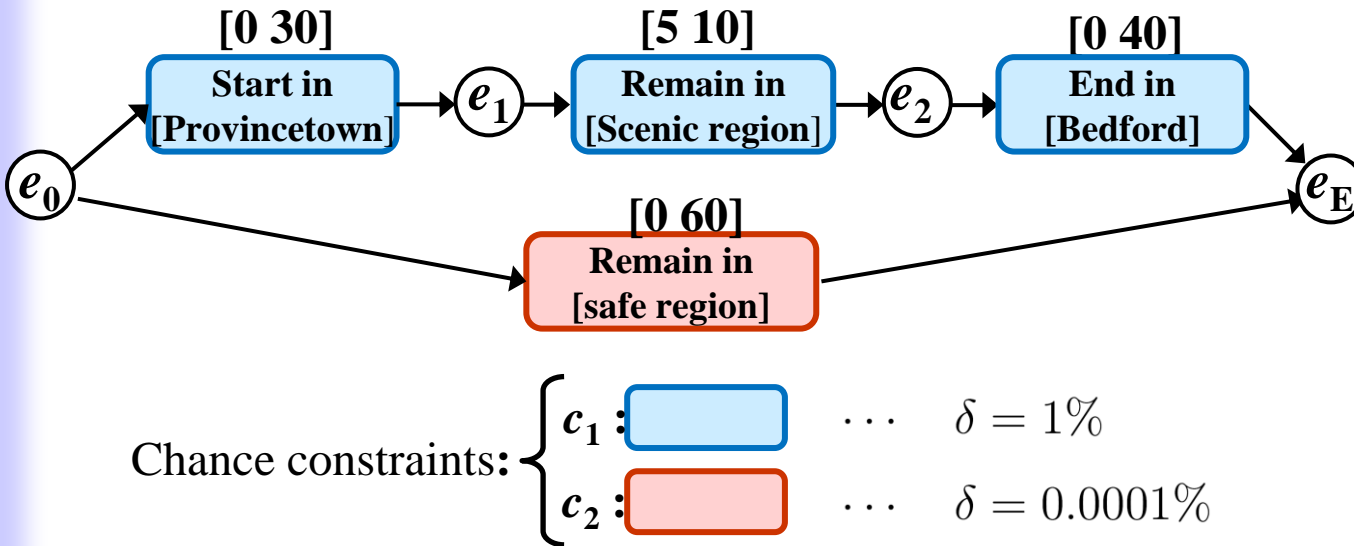 [0 30] [5 10] [0 40]
Start in Remain in End in
[Provincetown] e1 [Scenic region] e2 [Bedford]
e0 eE
[0 60]
Remain in
[safe region]
Chance constraints:
c1: ⋯ δ = 1%
c2: ⋯ δ = 0.0001%